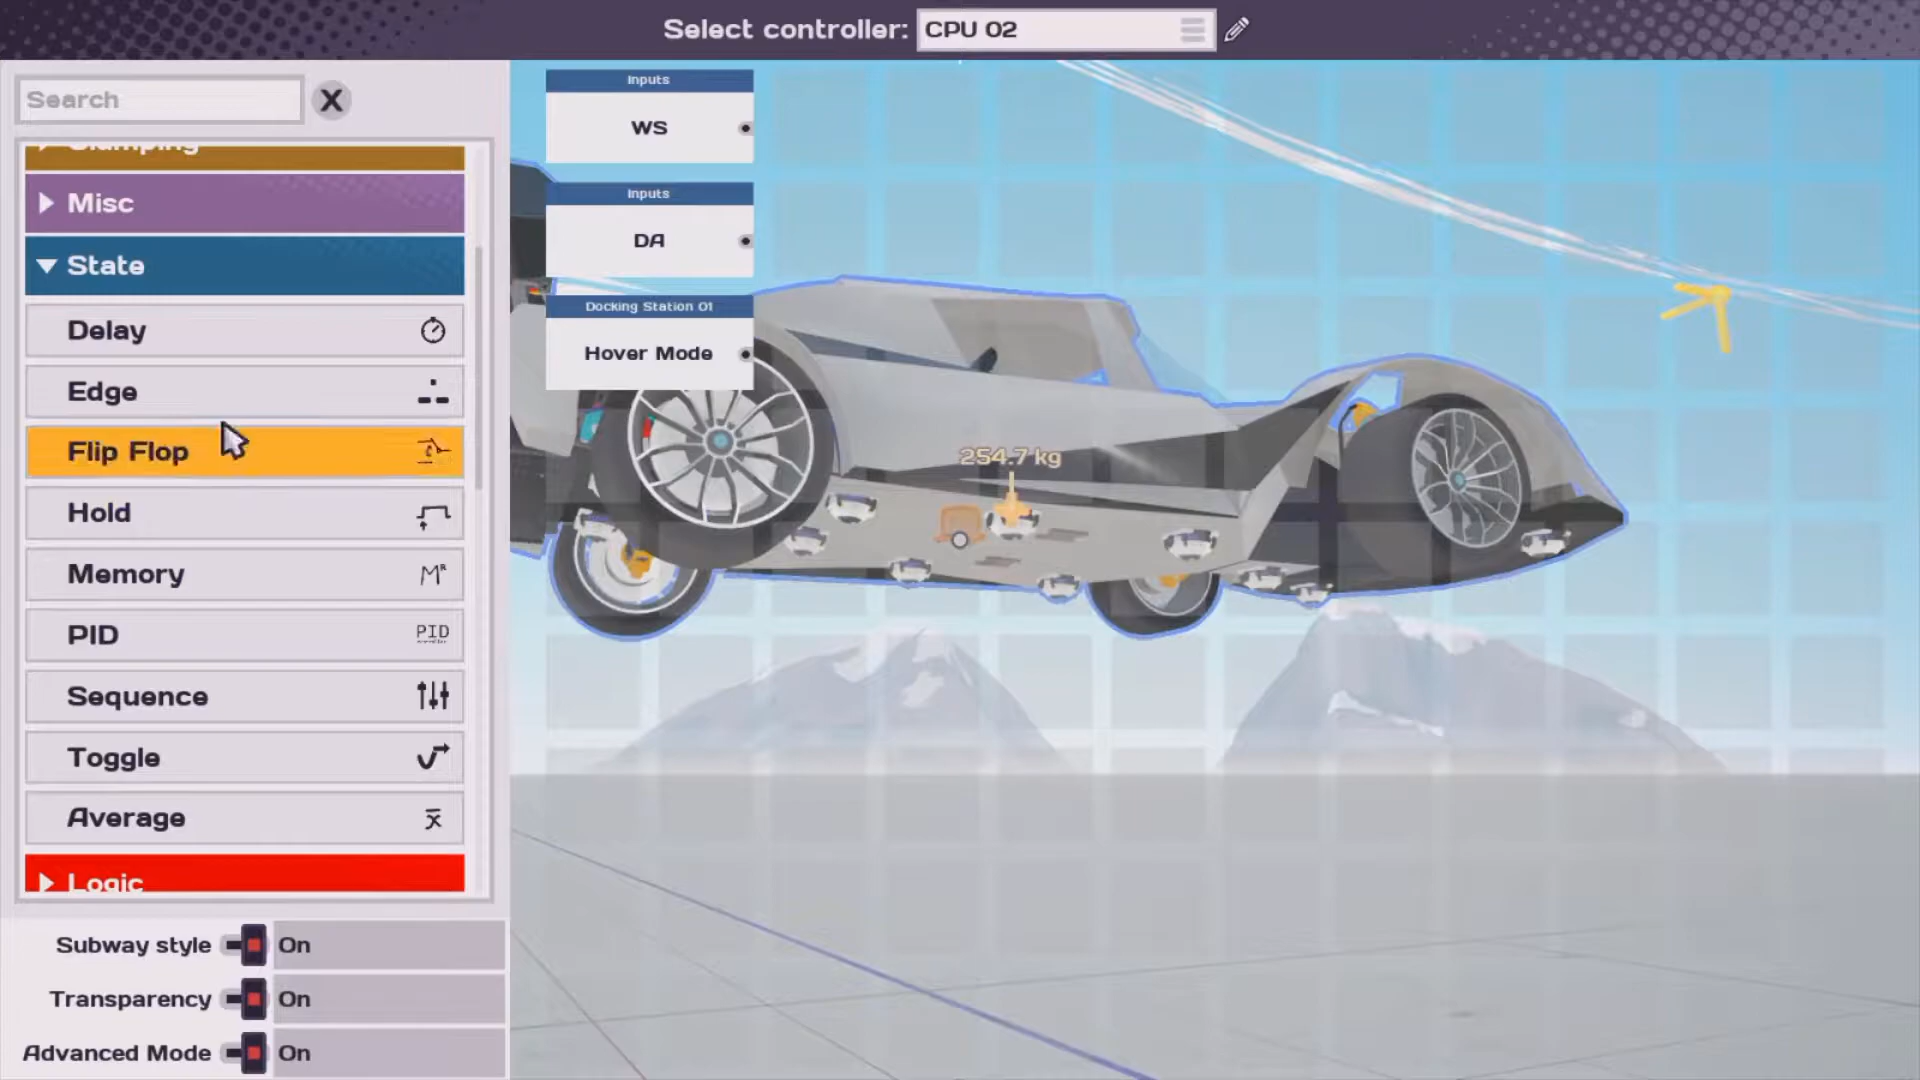 Select controller: CPU 02
Search
X
Clamping
Misc
State
Delay
Edge
Flip Flop
Hold
Memory
PID
PID
Sequence
Toggle
Average
Logic
Subway style On
Transparency On
Advanced Mode On
Inputs
WS
Inputs
DA
Docking Station 01
Hover Mode
254.7 kg